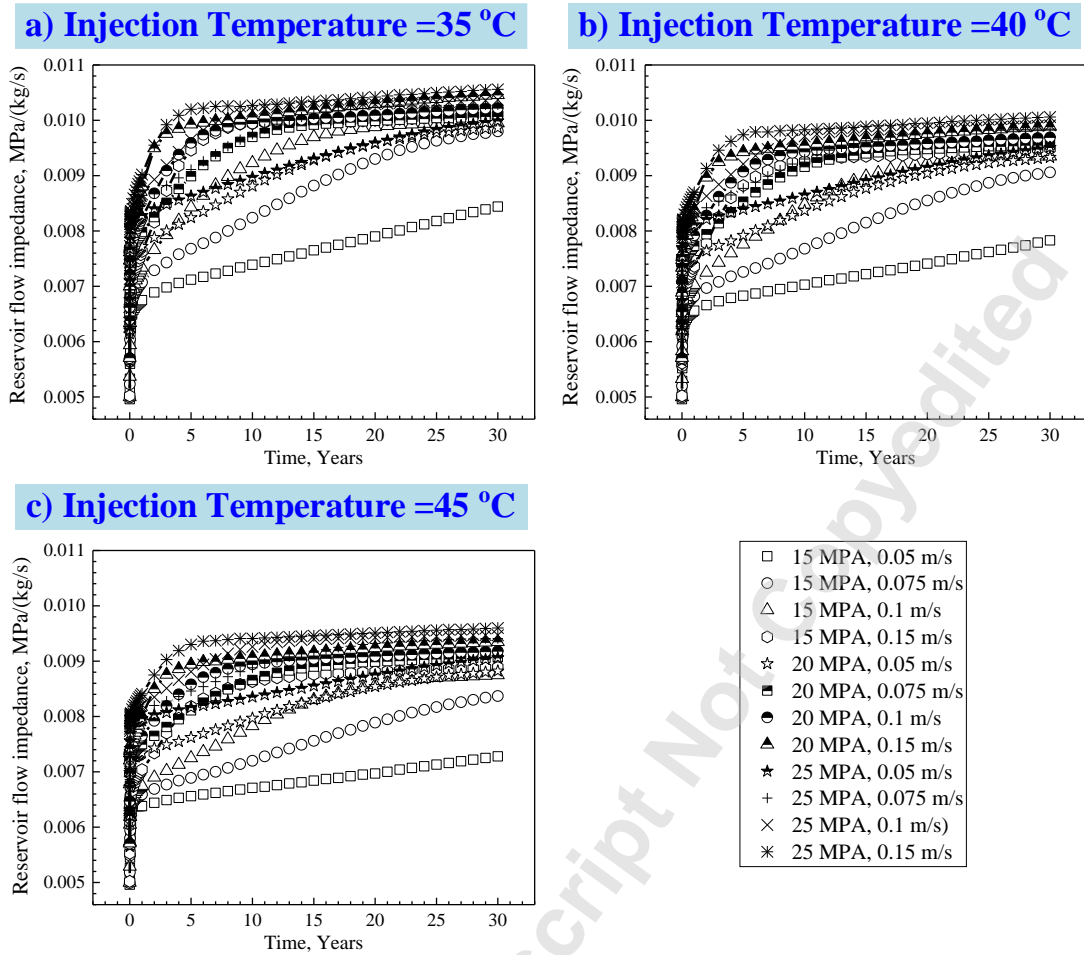 a) Injection Temperature =35 °C
b) Injection Temperature =40 °C
0.011
0.010
0.009
0.008
0.007
0.006
0.005
Reservoir flow impedance, MPa/(kg/s)
0 5 10 15 20 25 30
Time, Years
0.011
0.010
0.009
0.008
0.007
0.006
0.005
Reservoir flow impedance, MPa/(kg/s)
0 5 10 15 20 25 30
Time, Years
c) Injection Temperature =45 °C
0.011
0.010
0.009
0.008
0.007
0.006
0.005
Reservoir flow impedance, MPa/(kg/s)
0 5 10 15 20 25 30
Time, Years
15 MPA, 0.05 m/s
15 MPA, 0.075 m/s
15 MPA, 0.1 m/s
15 MPA, 0.15 m/s
20 MPA, 0.05 m/s
20 MPA, 0.075 m/s
20 MPA, 0.1 m/s
20 MPA, 0.15 m/s
25 MPA, 0.05 m/s
25 MPA, 0.075 m/s
25 MPA, 0.1 m/s)
25 MPA, 0.15 m/s
script Not Copyedited